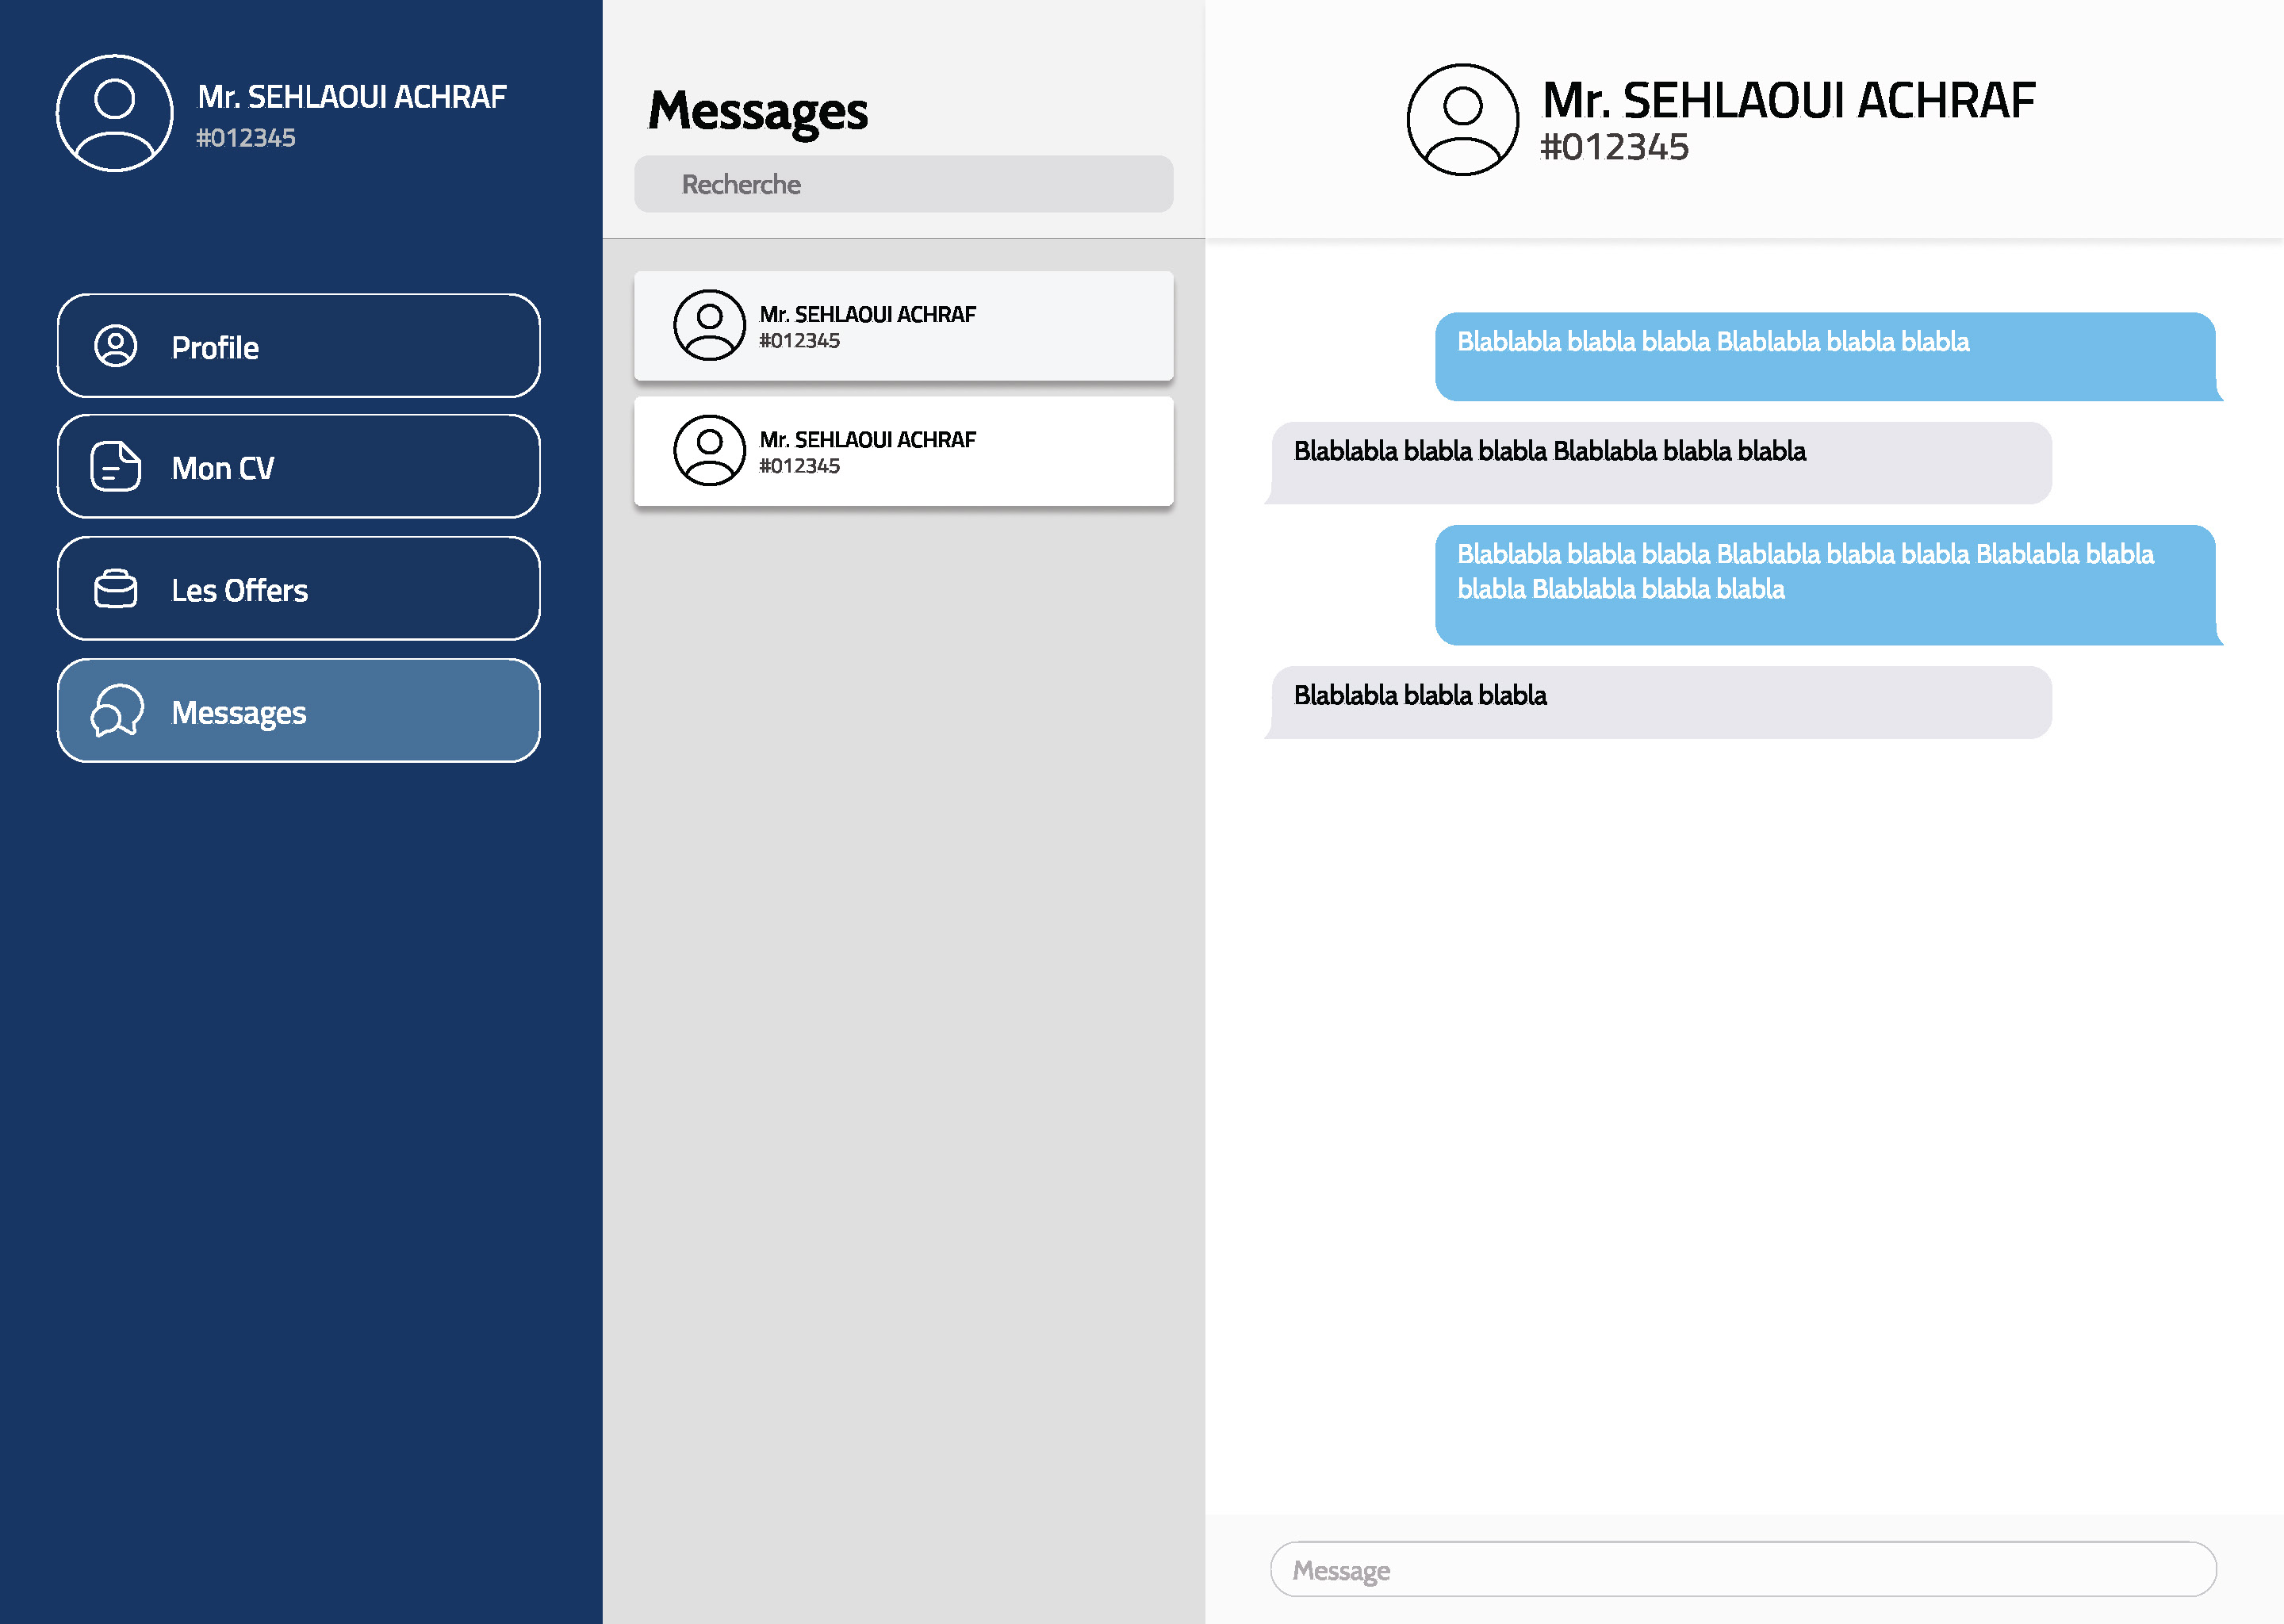 Mr. SEHLAOUI ACHRAF
#012345
Profile
Mon CV
Les Offers
Messages
Messages
Recherche
Mr. SEHLAOUI ACHRAF
#012345
Mr. SEHLAOUI ACHRAF
#012345
Mr. SEHLAOUI ACHRAF
#012345
Blablabla blabla blabla Blablabla blabla blabla
Blablabla blabla blabla Blablabla blabla blabla
Blablabla blabla blabla Blablabla blabla blabla Blablabla blabla
blabla Blablabla blabla blabla
Blablabla blabla blabla
Message